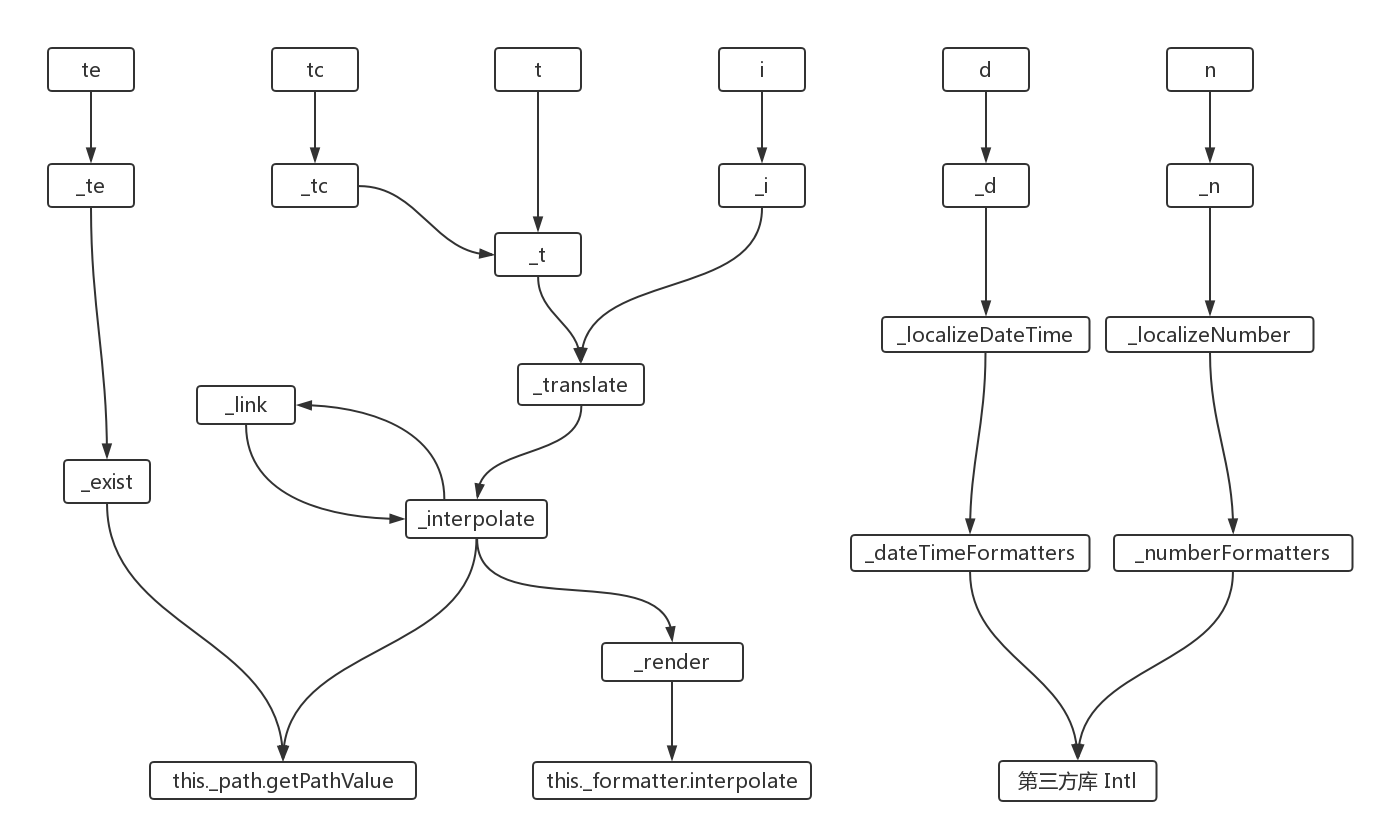 te
tc
t
i
d
n
_te
_tc
_i
_d
_n
_t
_localizeDateTime
_localizeNumber
_translate
_link
_exist
_interpolate
_dateTimeFormatters
_numberFormatters
_render
this._path.getPathValue
this._formatter.interpolate
第三方库 Intl